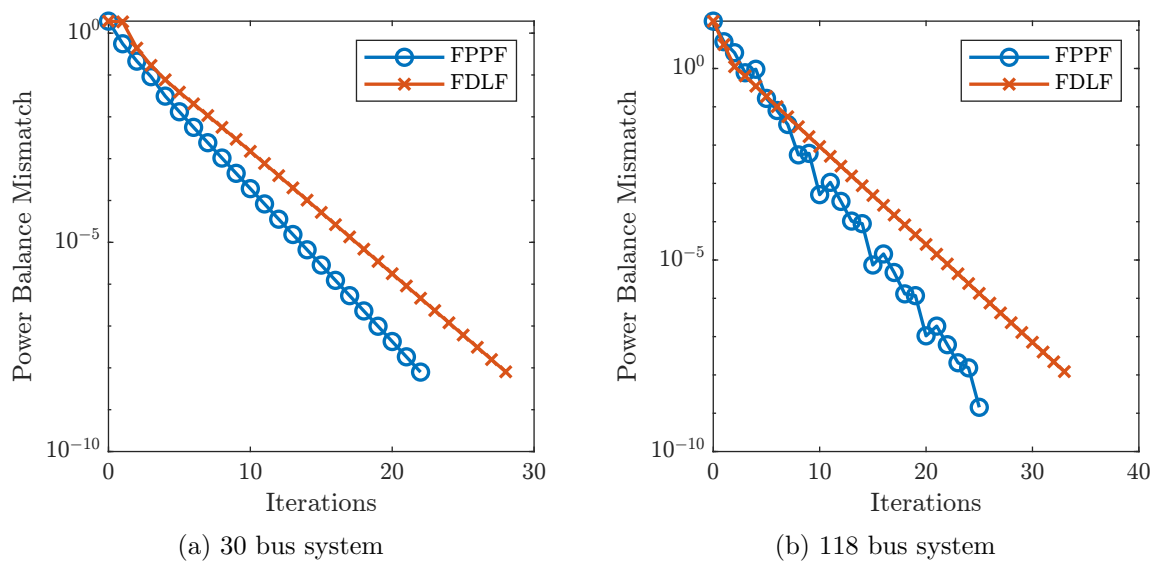 10^0
10^-5
10^-10
Power Balance Mismatch
FPPF
FDLF
0
10
20
30
Iterations
(a) 30 bus system
10^0
10^-5
10^-10
Power Balance Mismatch
FPPF
FDLF
0
10
20
30
40
Iterations
(b) 118 bus system